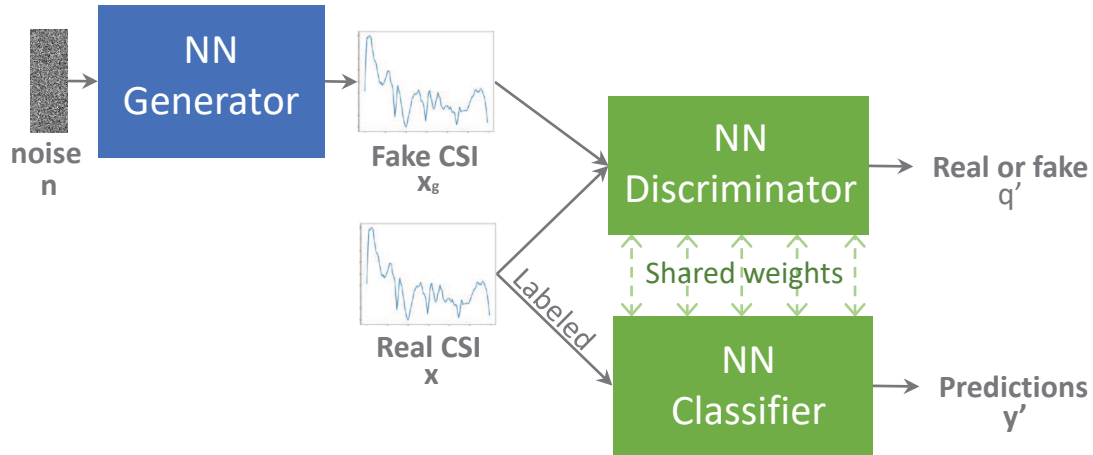 NN
Generator
noise
n
Fake CSI
xg
NN
Discriminator
Real or fake
q’
Shared weights
Labeled
Real CSI
x
NN
Classifier
Predictions
y’